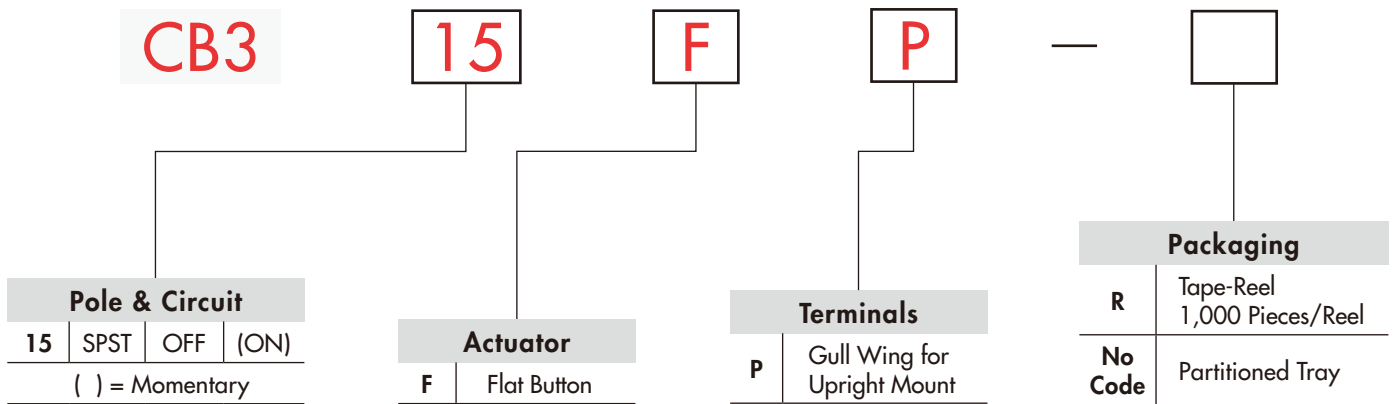 CB3 15 F P —
Pole & Circuit
15 SPST OFF (ON)
( ) = Momentary
Actuator
F Flat Button
Terminals
P Gull Wing for
Upright Mount
Packaging
R Tape-Reel
1,000 Pieces/Reel
No
Code Partitioned Tray